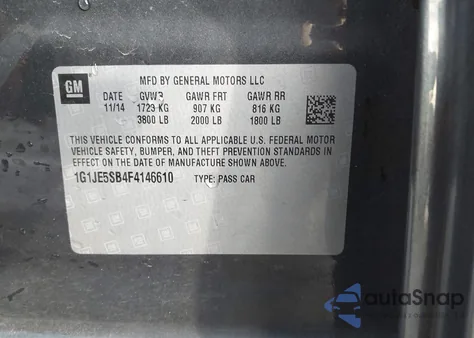 GM
MFD BY GENERAL MOTORS LLC
DATE GVWR GAWR FRT GAWR RR
11/14 1723 KG 907 KG 816 KG
3800 LB 2000 LB 1800 LB
THIS VEHICLE CONFORMS TO ALL APPLICABLE U.S. FEDERAL MOTOR
VEHICLE SAFETY, BUMPER, AND THEFT PREVENTION STANDARDS IN
EFFECT ON THE DATE OF MANUFACTURE SHOWN ABOVE.
1G1JE5SB4F4146610 TYPE: PASS CAR
autaSnap